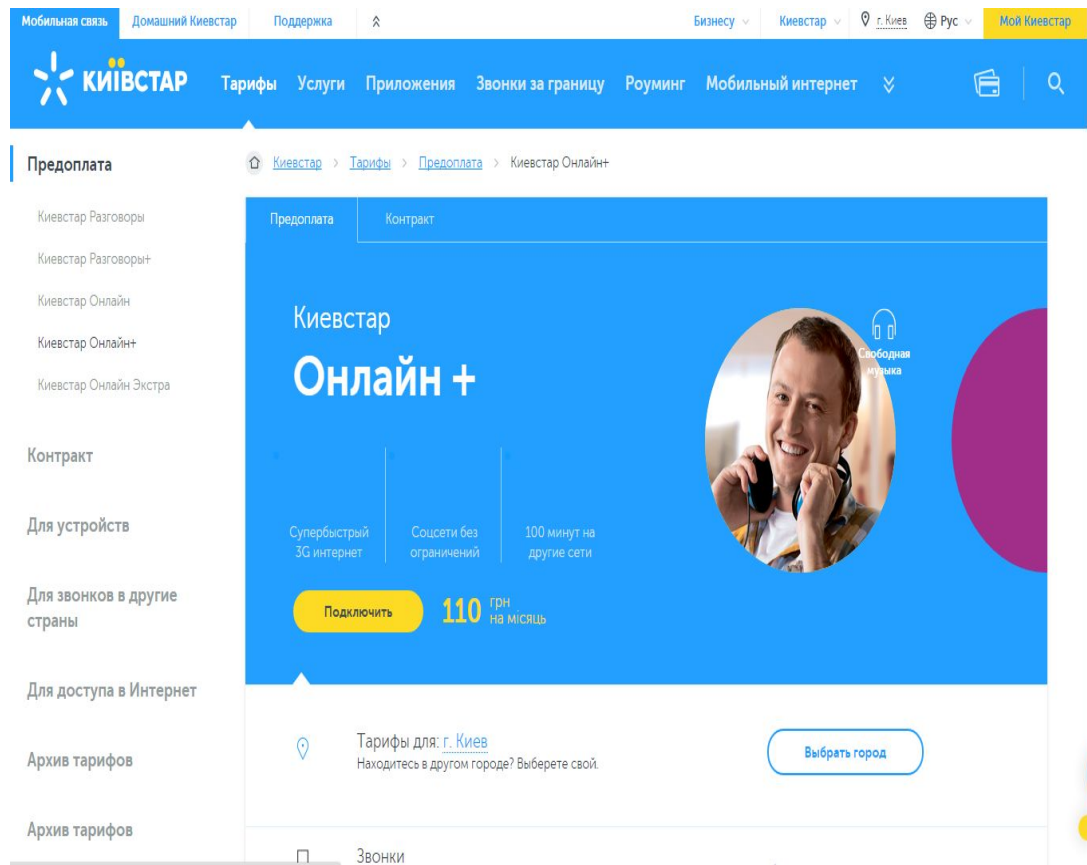 Мобильная связь Домашний Киевстар Поддержка Бизнесу Киевстар г. Киев Рус Мой Киевстар
КИЇВСТАР Тарифы Услуги Приложения Звонки за границу Роуминг Мобильный интернет
Предоплата
Киевстар Разговоры
Киевстар Разговоры+
Киевстар Онлайн
Киевстар Онлайн+
Киевстар Онлайн Экстра
Контракт
Для устройств
Для звонков в другие
страны
Для доступа в Интернет
Архив тарифов
Архив тарифов
Киевстар > Тарифы > Предоплата > Киевстар Онлайн+
Предоплата Контракт
Киевстар
Онлайн +
Свободная
музыка
Супербыстрый
3G интернет
Соцсети без
ограничений
100 минут на
другие сети
Подключить 110 грн
на місяць
Тарифы для: г. Киев
Находитесь в другом городе? Выберете свой.
Выбрать город
Звонки